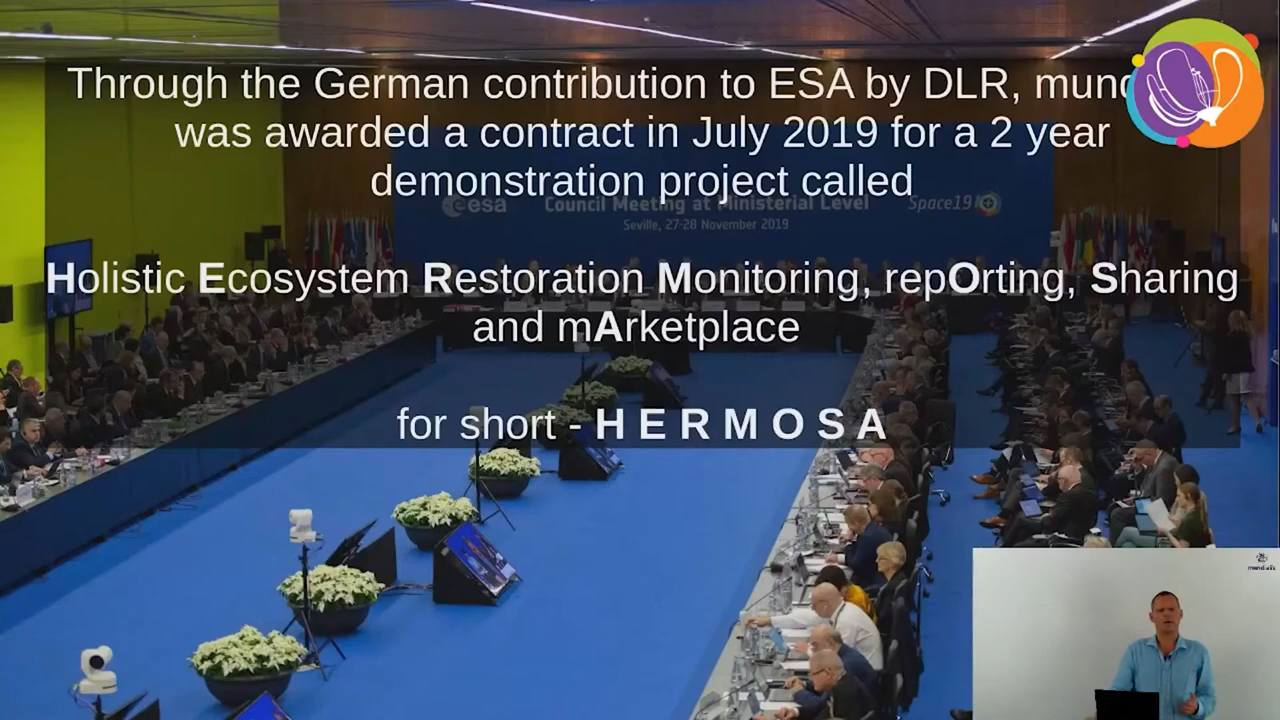 Through the German contribution to ESA by DLR, mund
was awarded a contract in July 2019 for a 2 year
demonstration project called
esa Council Meeting at Ministerial Level Space19
Seville, 27-28 November 2019
Holistic Ecosystem Restoration Monitoring, repOrting, Sharing
and mArketplace
for short - H E R M O S A
mundialis